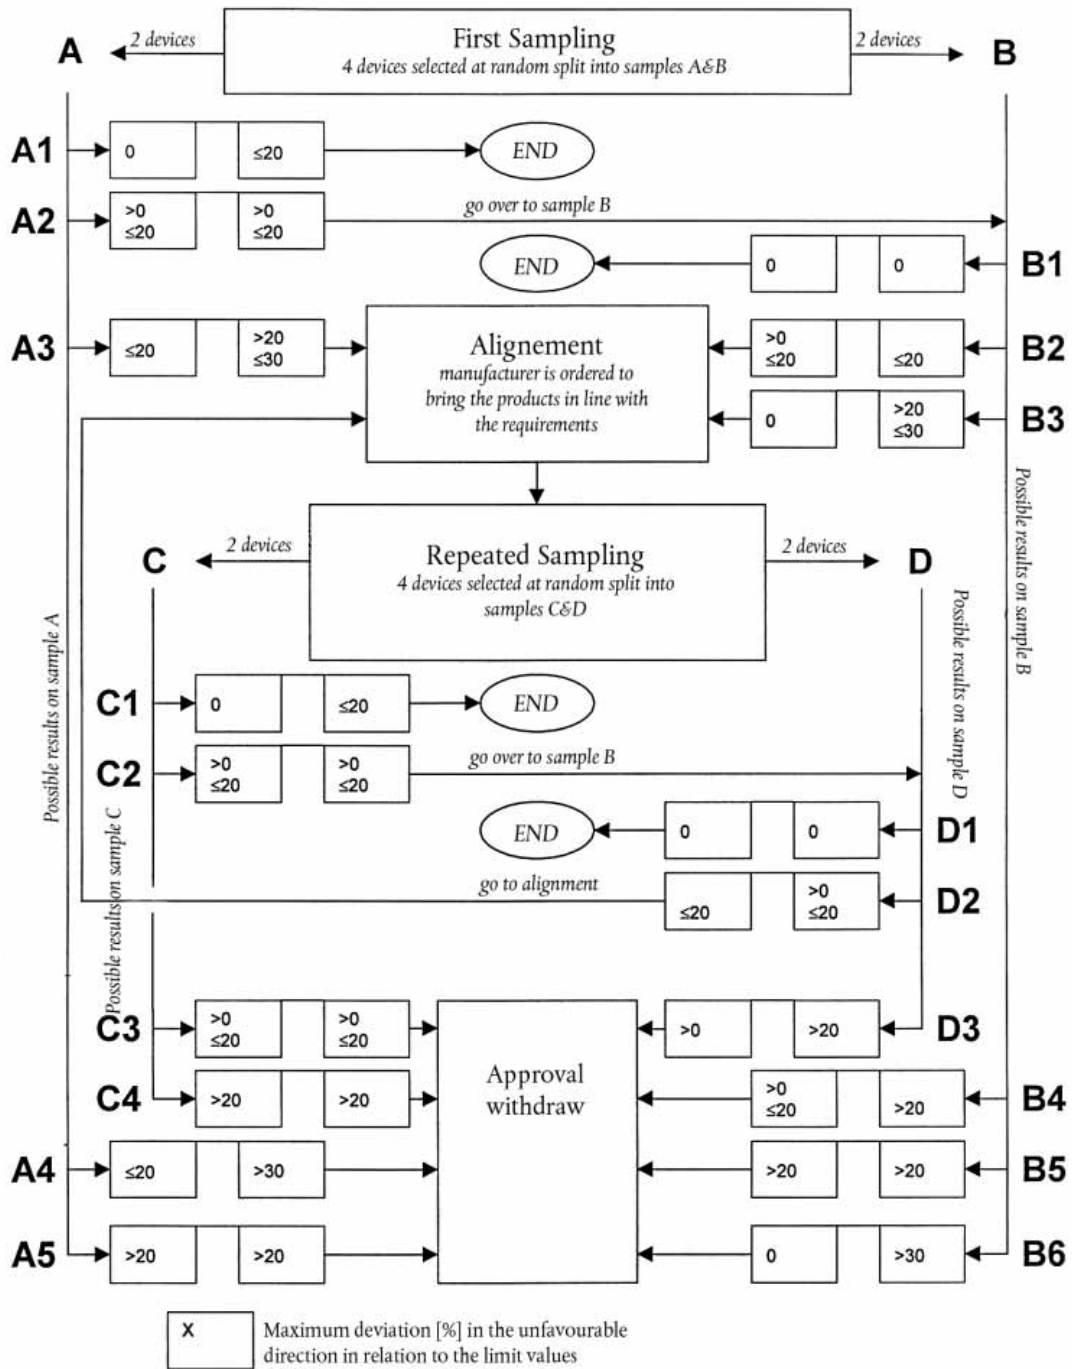 First Sampling
4 devices selected at random split into samples A&B
A
2 devices
2 devices
B
A1
0
≤20
END
A2
>0
≤20
>0
≤20
go over to sample B
END
0
0
B1
A3
≤20
>20
≤30
Alignement
manufacturer is ordered to
bring the products in line with
the requirements
>0
≤20
≤20
B2
0
>20
≤30
B3
Possible results on sample B
C
2 devices
Repeated Sampling
4 devices selected at random split into
samples C&D
2 devices
D
Possible results on sample A
Possible results on sample D
C1
0
≤20
END
C2
>0
≤20
>0
≤20
go over to sample B
Possible results on sample C
END
0
0
D1
go to alignment
≤20
>0
≤20
D2
C3
>0
≤20
>0
≤20
Approval
withdraw
>0
>20
D3
C4
>20
>20
>0
≤20
>20
B4
A4
≤20
>30
>20
>20
B5
A5
>20
>20
0
>30
B6
X
Maximum deviation [%] in the unfavourable
direction in relation to the limit values